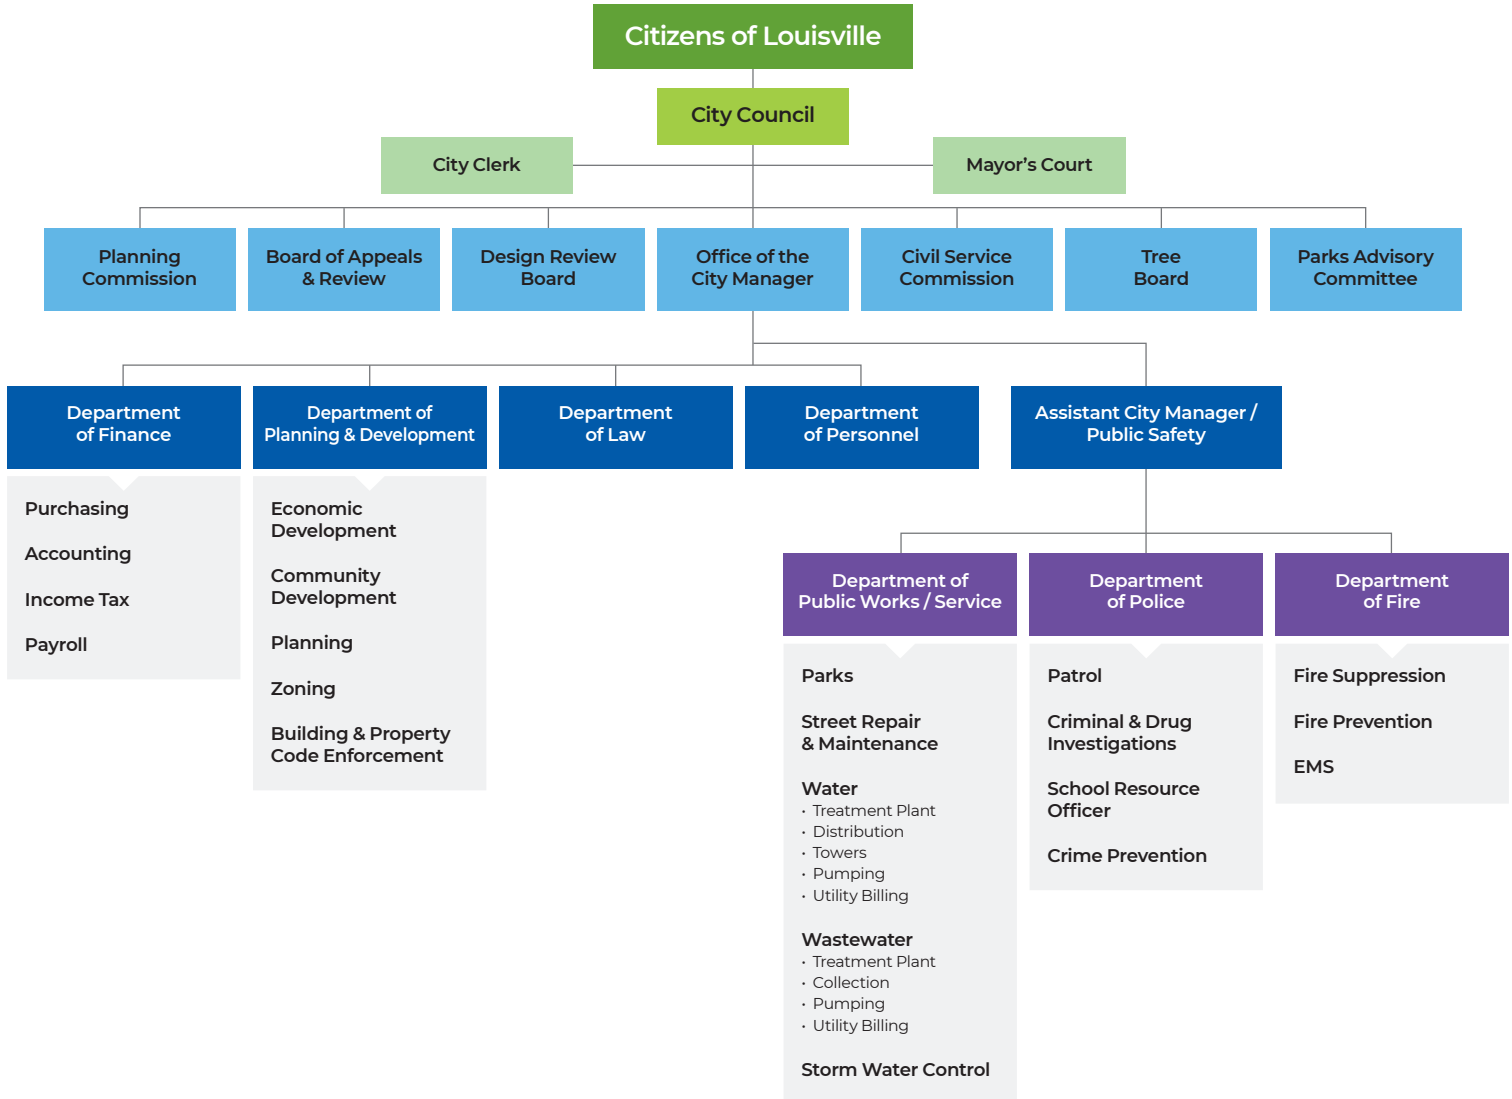 Citizens of Louisville
City Council
City Clerk
Mayor’s Court
Planning
Commission
Board of Appeals
& Review
Design Review
Board
Office of the
City Manager
Civil Service
Commission
Tree
Board
Parks Advisory
Committee
Department
of Finance
Department of
Planning & Development
Department
of Law
Department
of Personnel
Assistant City Manager /
Public Safety
Purchasing
Accounting
Income Tax
Payroll
Economic
Development
Community
Development
Planning
Zoning
Building & Property
Code Enforcement
Department of
Public Works / Service
Department
of Police
Department
of Fire
Parks
Street Repair
& Maintenance
Water
• Treatment Plant
• Distribution
• Towers
• Pumping
• Utility Billing
Wastewater
• Treatment Plant
• Collection
• Pumping
• Utility Billing
Storm Water Control
Patrol
Criminal & Drug
Investigations
School Resource
Officer
Crime Prevention
Fire Suppression
Fire Prevention
EMS